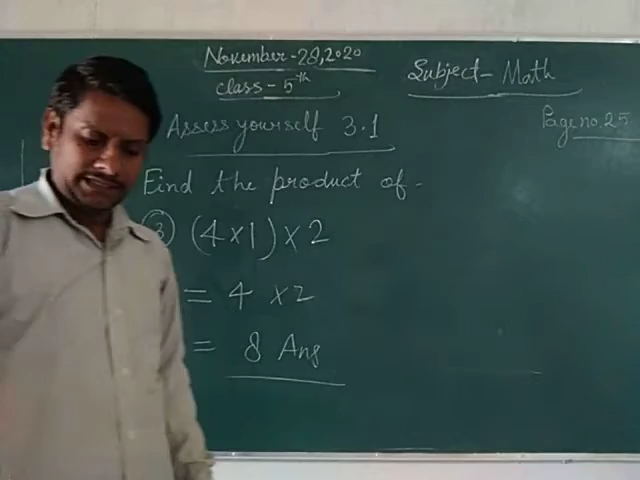 November-28,2020
Subject- Math
class- 5th
Assess yourself 3.1
Page no. 25
Find the product of-
③ (4×1)×2
= 4 ×2
= 8 Ans